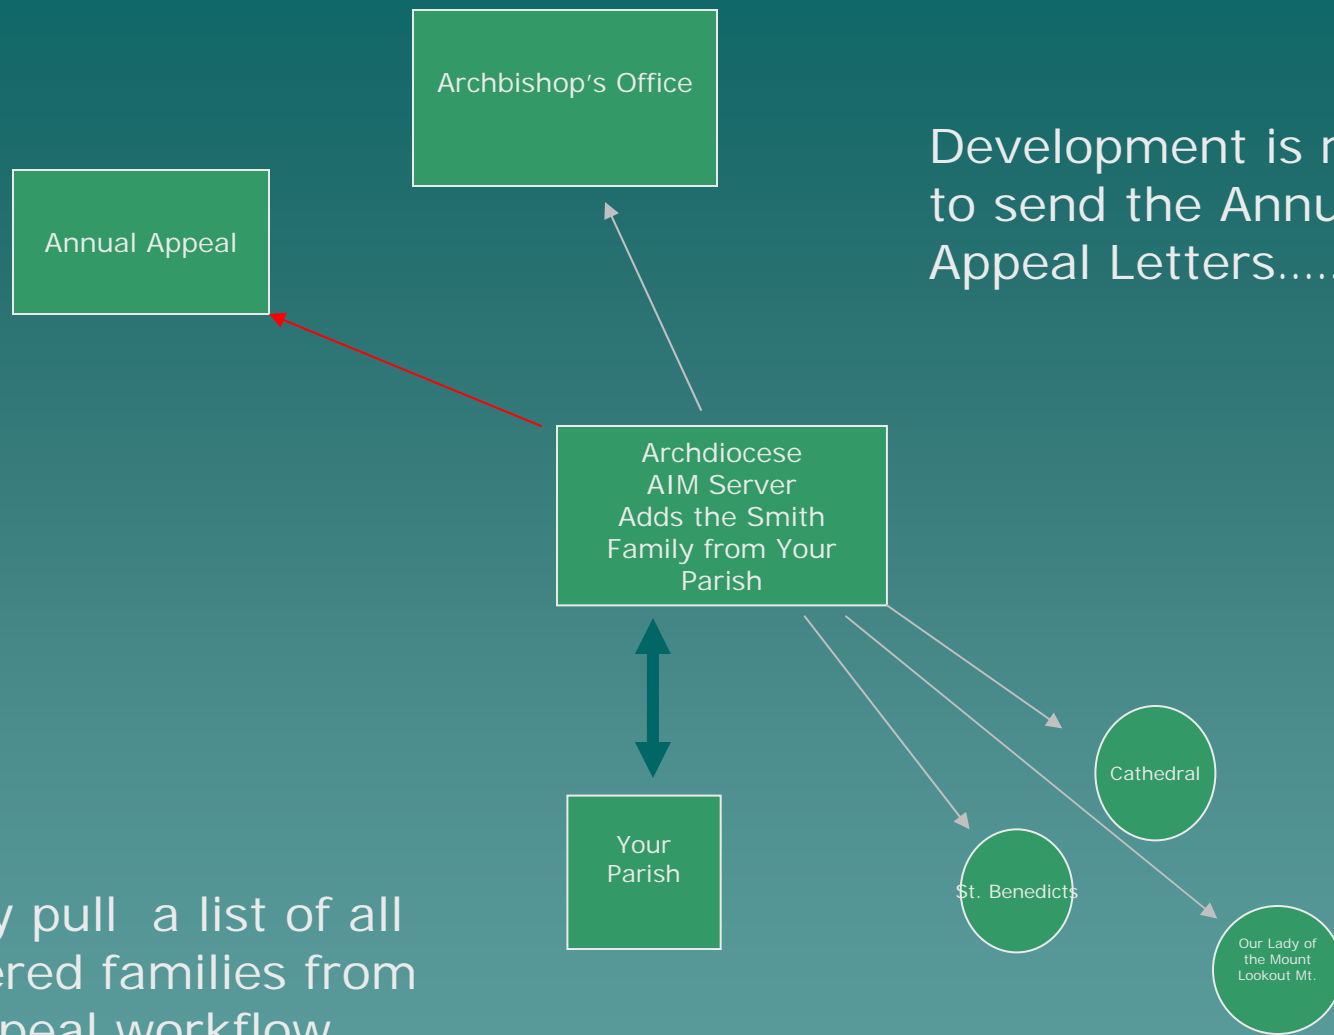 Archbishop's Office
Development is
to send the
Appeal Letters.....
Annual Appeal
Archdiocese
AIM Server
Adds the Smith
Family from Your
Parish
Cathedral
Your
Parish
St. Benedicts
pull a list of all
families from
workflow
Our Lady of
the Mount
Lookout Mt.